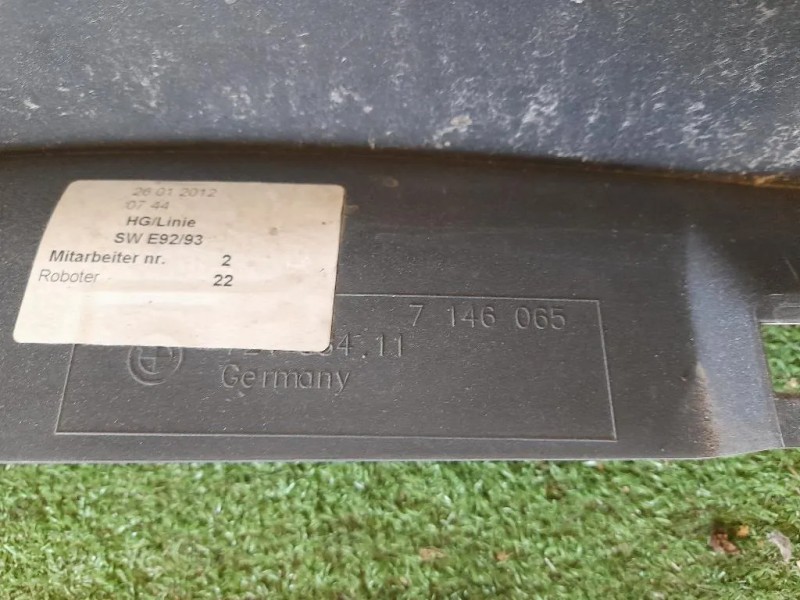 26.01.2012
07:44
HG/Linie
SW E92/93
Mitarbeiter nr. 2
Roboter 22
7 146 065
Germany